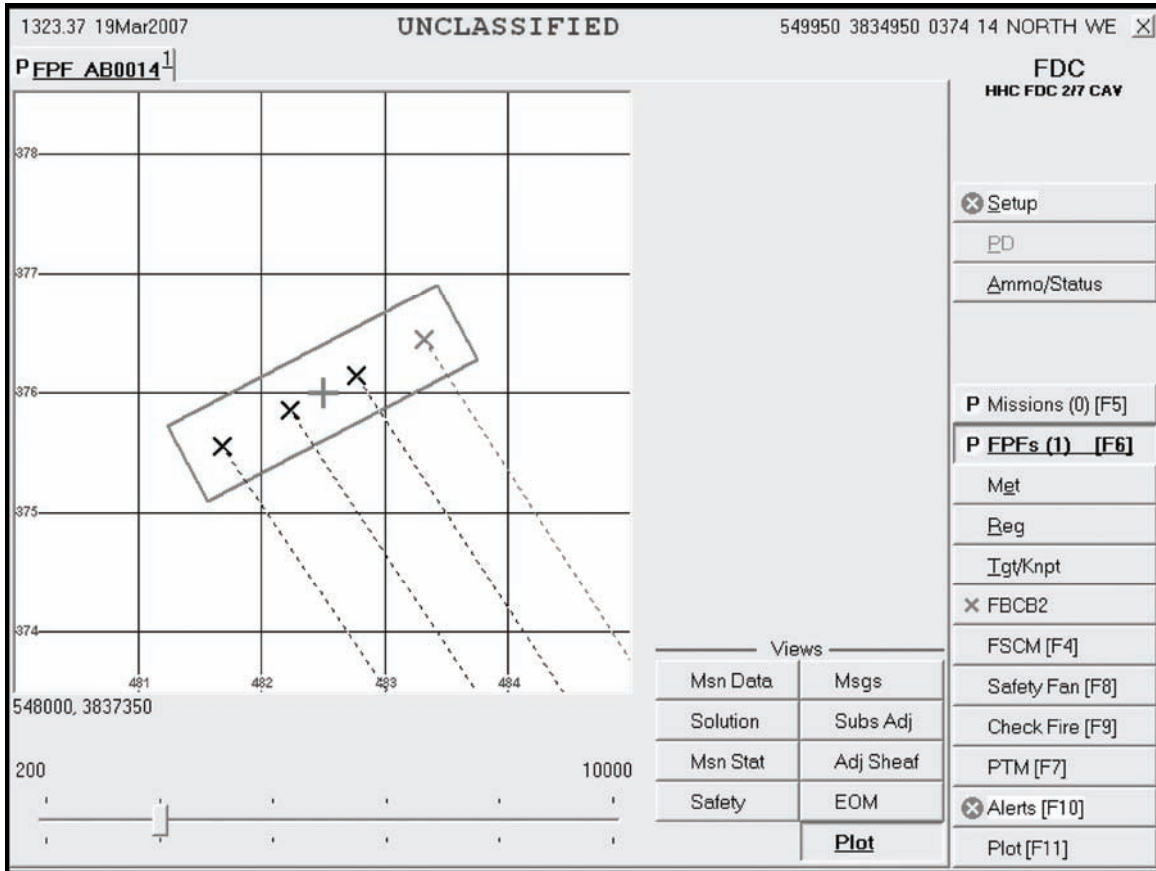 1323.37 19Mar2007 UNCLASSIFIED 549950 3834950 0374 14 NORTH WE X
P FPF AB0014 1
FDC
HHC FDC 2/7 CAV
378
377
376
375
374
481 482 483 484
548000, 3837350
200 10000
Views
Msn Data Msgs
Solution Subs Adj
Msn Stat Adj Sheaf
Safety EOM
Plot
Setup
PD
Ammo/Status
P Missions (0) [F5]
P FPFs (1) [F6]
Met
Reg
Tgt/Knpt
FBCB2
FSCM [F4]
Safety Fan [F8]
Check Fire [F9]
PTM [F7]
Alerts [F10]
Plot [F11]